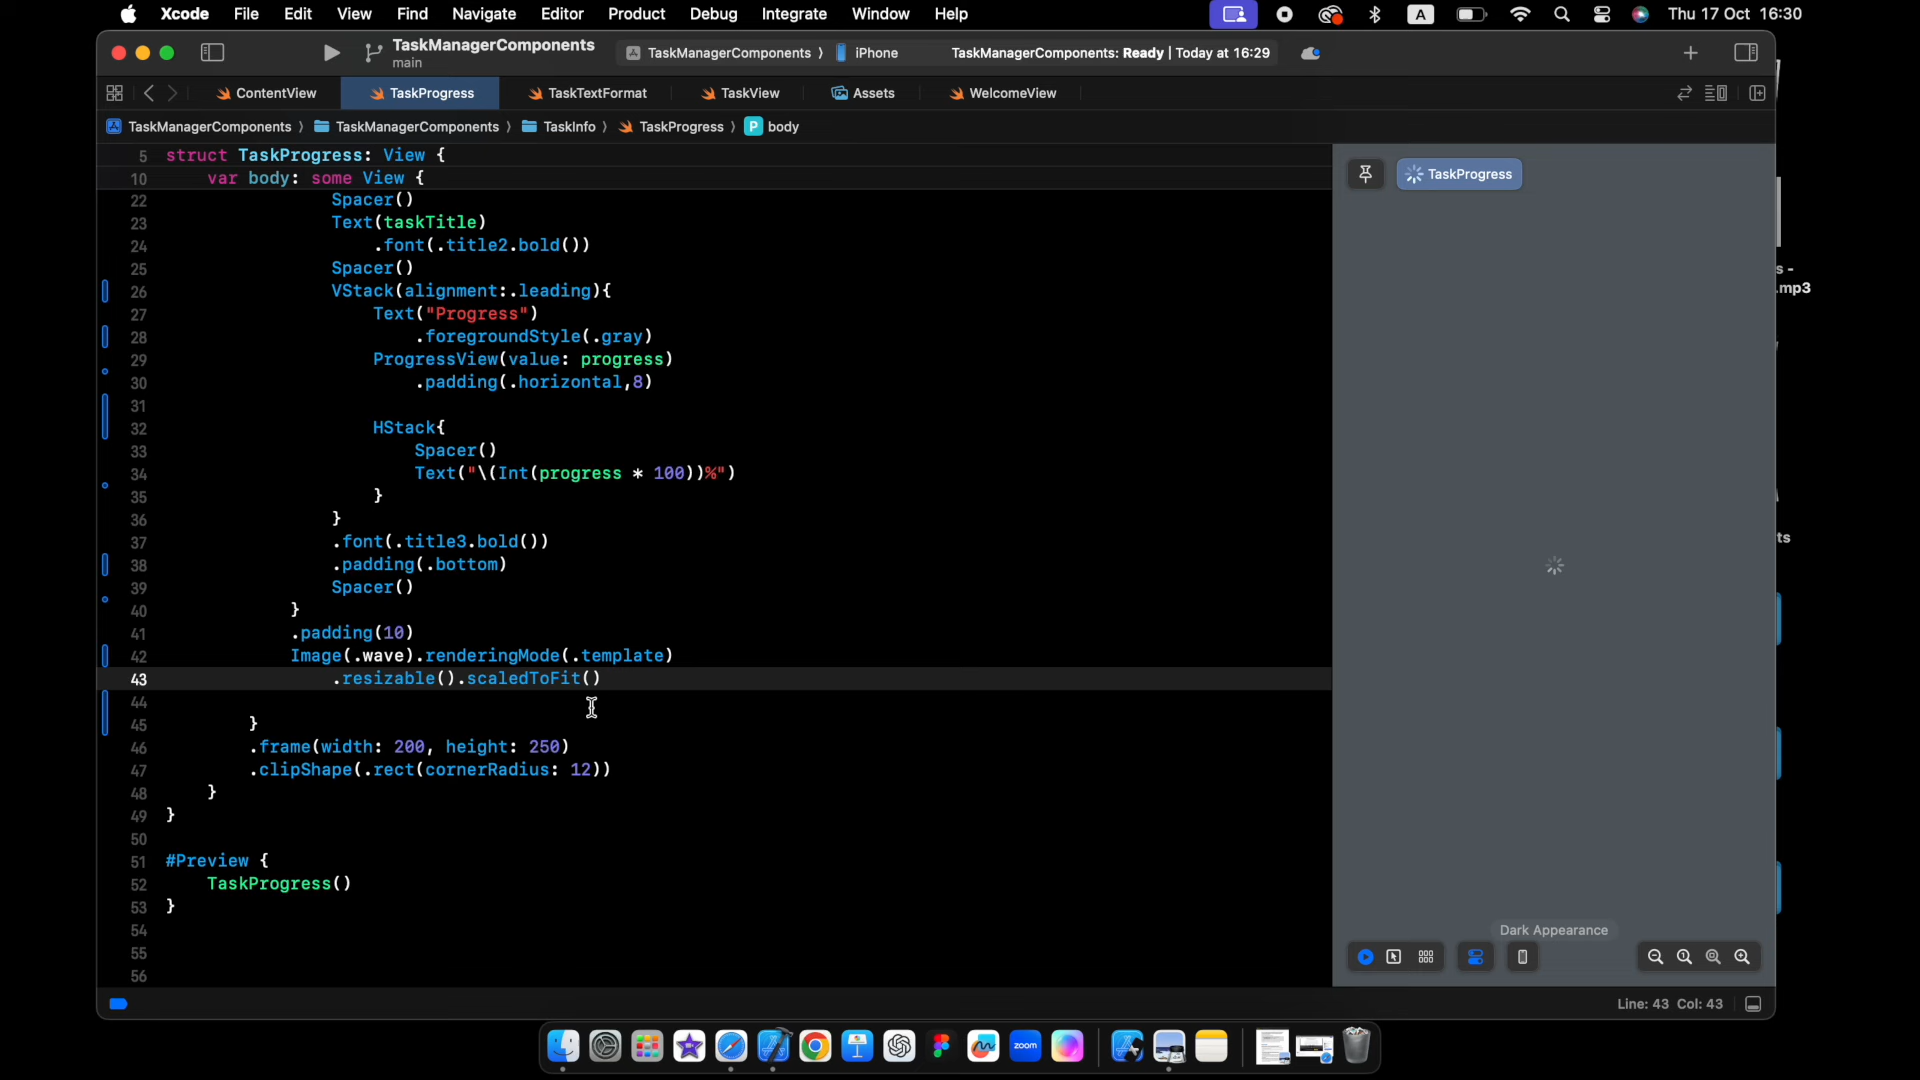 Xcode File Edit View Find Navigate Editor Product Debug Integrate Window Help A Thu 17 Oct 16:30
TaskManagerComponents
main
TaskManagerComponents 〉 iPhone
TaskManagerComponents: Ready | Today at 16:29
ContentView TaskProgress TaskTextFormat TaskView Assets WelcomeView
TaskManagerComponents 〉 TaskManagerComponents 〉 TaskInfo 〉 TaskProgress 〉 P body
5 struct TaskProgress: View {
10 var body: some View {
22 Spacer()
23 Text(taskTitle)
24 .font(.title2.bold())
25 Spacer()
26 VStack(alignment:.leading){
27 Text("Progress")
28 .foregroundStyle(.gray)
29 ProgressView(value: progress)
30 .padding(.horizontal,8)
31
32 HStack{
33 Spacer()
34 Text("\(Int(progress * 100))%")
35 }
36 }
37 .font(.title3.bold())
38 .padding(.bottom)
39 Spacer()
40 }
41 .padding(10)
42 Image(.wave).renderingMode(.template)
43 .resizable().scaledToFit()
44
45 }
46 .frame(width: 200, height: 250)
47 .clipShape(.rect(cornerRadius: 12))
48 }
49 }
50
51 #Preview {
52 TaskProgress()
53 }
54
55
56
TaskProgress
Dark Appearance
Line: 43 Col: 43
s -
.mp3
ts
zoom